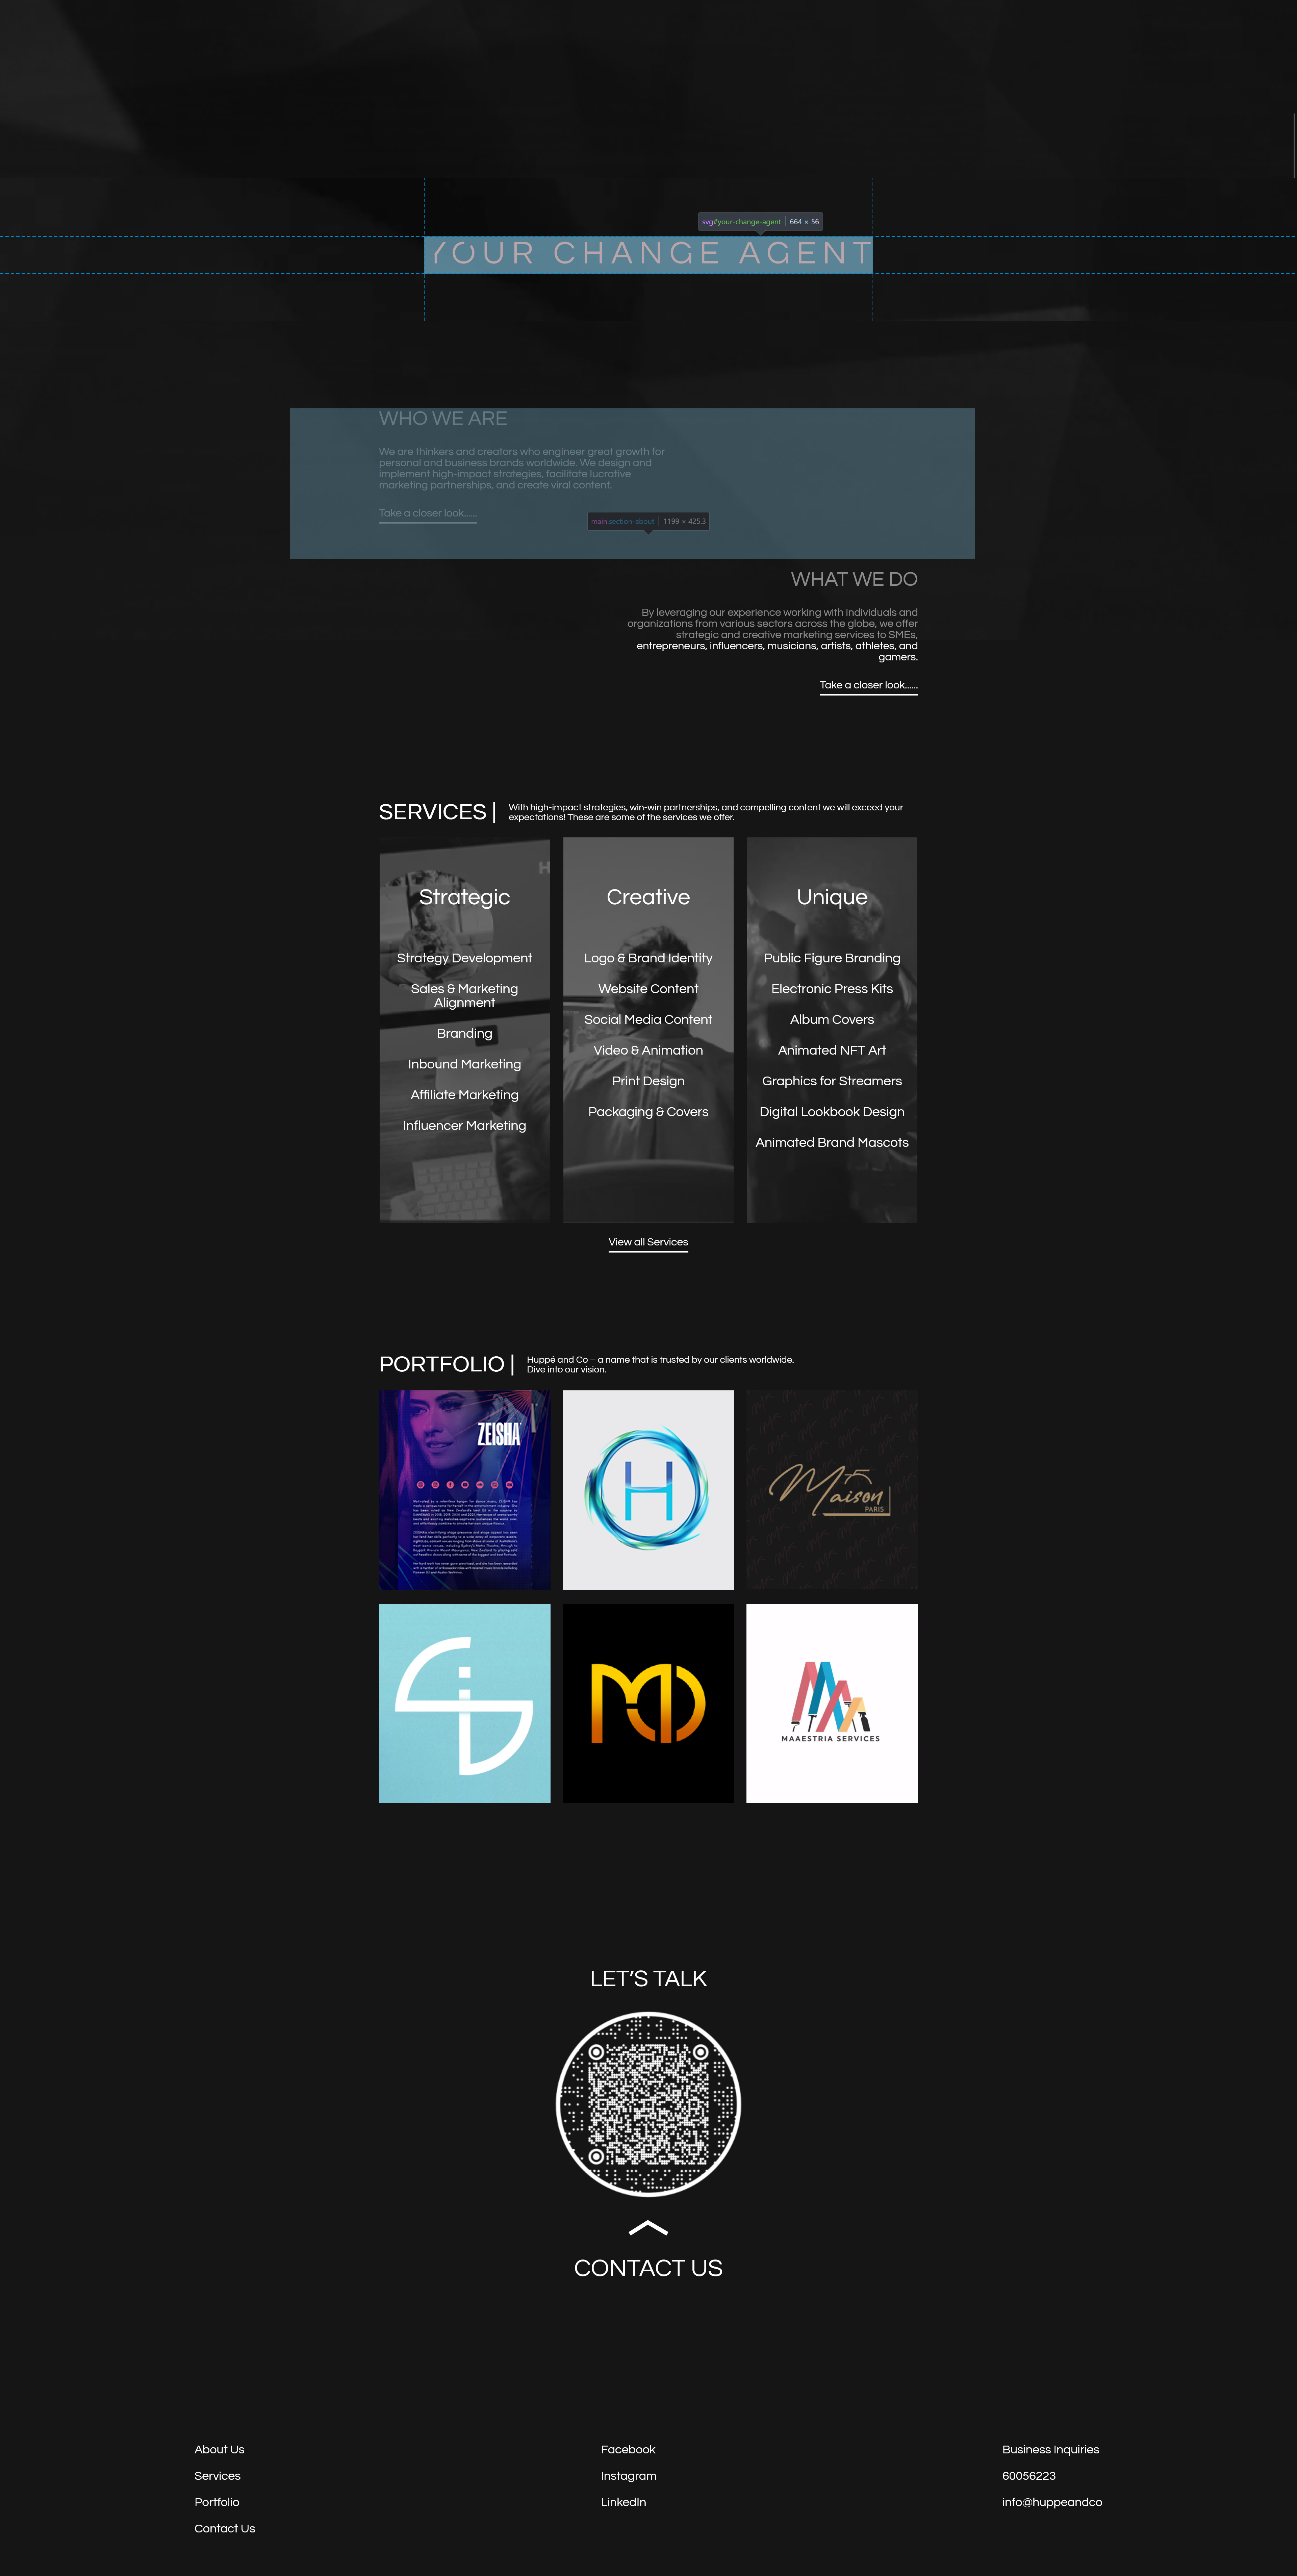 svg#your-change-agent 664 × 56
YOUR CHANGE AGENT
WHO WE ARE
We are thinkers and creators who engineer great growth for
personal and business brands worldwide. We design and
implement high-impact strategies, facilitate lucrative
marketing partnerships, and create viral content.
Take a closer look......
main.section-about 1199 × 425.3
WHAT WE DO
By leveraging our experience working with individuals and
organizations from various sectors across the globe, we offer
strategic and creative marketing services to SMEs,
entrepreneurs, influencers, musicians, artists, athletes, and
gamers.
Take a closer look......
SERVICES |
With high-impact strategies, win-win partnerships, and compelling content we will exceed your
expectations! These are some of the services we offer.
H
Strategic
Strategy Development
Sales & Marketing
Alignment
Branding
Inbound Marketing
Affiliate Marketing
Influencer Marketing
Creative
Logo & Brand Identity
Website Content
Social Media Content
Video & Animation
Print Design
Packaging & Covers
Unique
Public Figure Branding
Electronic Press Kits
Album Covers
Animated NFT Art
Graphics for Streamers
Digital Lookbook Design
Animated Brand Mascots
View all Services
PORTFOLIO |
Huppé and Co – a name that is trusted by our clients worldwide.
Dive into our vision.
ZEISHA
H
Maison
PARIS
MAAESTRIA SERVICES
LET'S TALK
CONTACT US
About Us
Services
Portfolio
Contact Us
Facebook
Instagram
LinkedIn
Business Inquiries
60056223
info@huppeandco